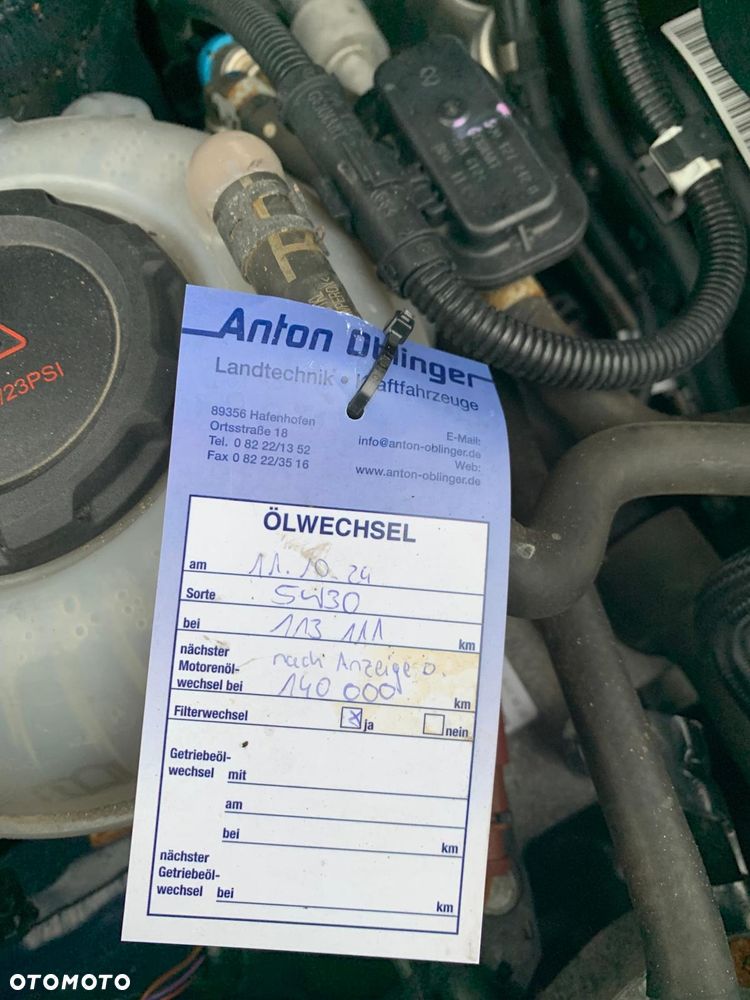 /23PSI
Anton Oblinger
Landtechnik • Kraftfahrzeuge
89356 Hafenhofen
Ortsstraße 18
Tel. 0 82 22/13 52
Fax 0 82 22/35 16
E-Mail:
info@anton-oblinger.de
Web:
www.anton-oblinger.de
ÖLWECHSEL
am 11.10.24
Sorte 5W30
bei 113 111 km
nächster
Motorenöl- nach Anzeige o.
wechsel bei 140 000 km
Filterwechsel x ja nein
Getriebeöl-
wechsel mit
am
bei km
nächster
Getriebeöl-
wechsel bei km
OTOMOTO